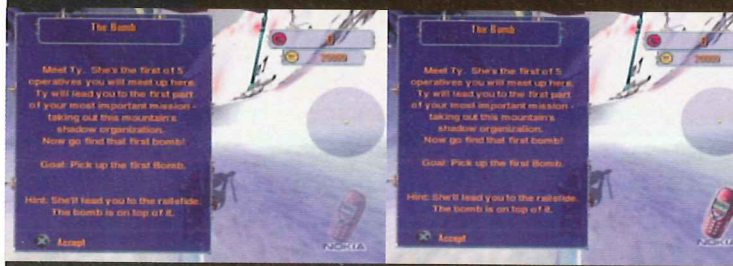 The Bomb
Meet Ty. She's the first of 5
operatives you will meet up here.
Ty will lead you to the first part
of your most important mission -
taking out this mountain's
shadow organization.
Now go find that first bomb!
Goal: Pick up the first Bomb.
Hint: She'll lead you to the railslide.
The bomb is on top of it.
Accept
0
20000
NOKIA
The Bomb
Meet Ty. She's the first of 5
operatives you will meet up here.
Ty will lead you to the first part
of your most important mission -
taking out this mountain's
shadow organization.
Now go find that first bomb!
Goal: Pick up the first Bomb.
Hint: She'll lead you to the railslide.
The bomb is on top of it.
Accept
0
20000
NOKIA